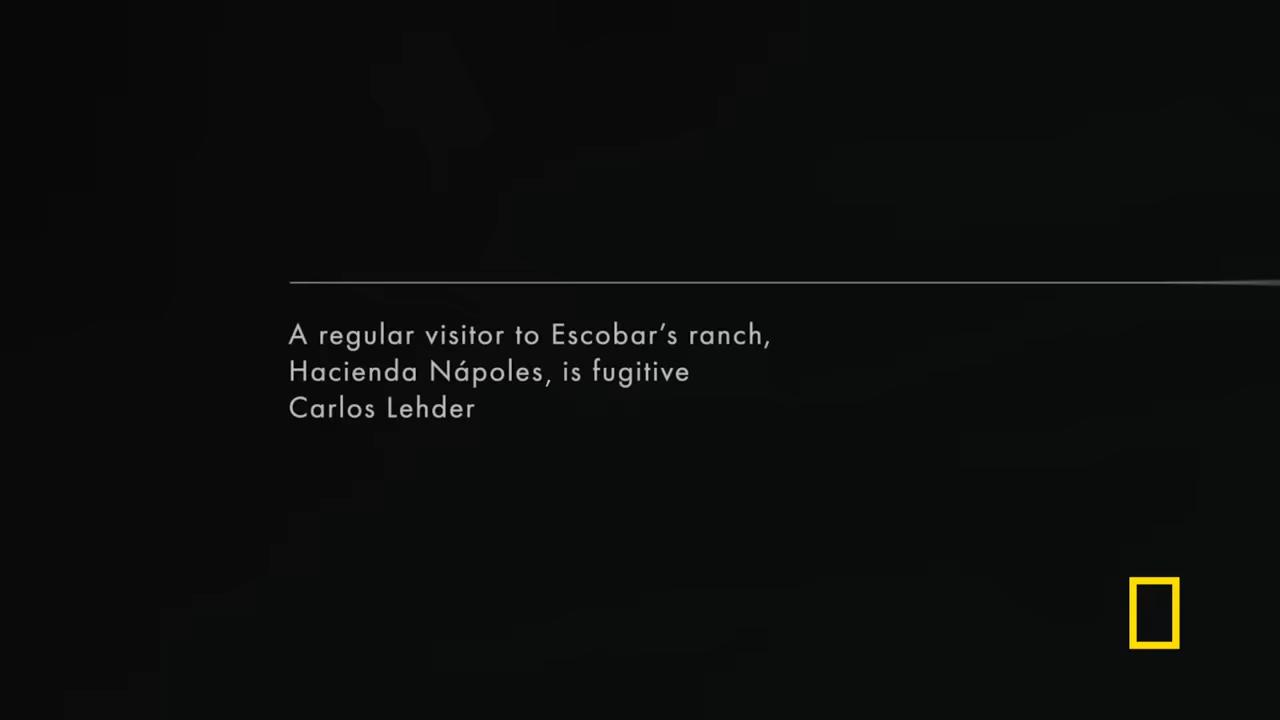 A regular visitor to Escobar’s ranch,
Hacienda Nápoles, is fugitive
Carlos Lehder